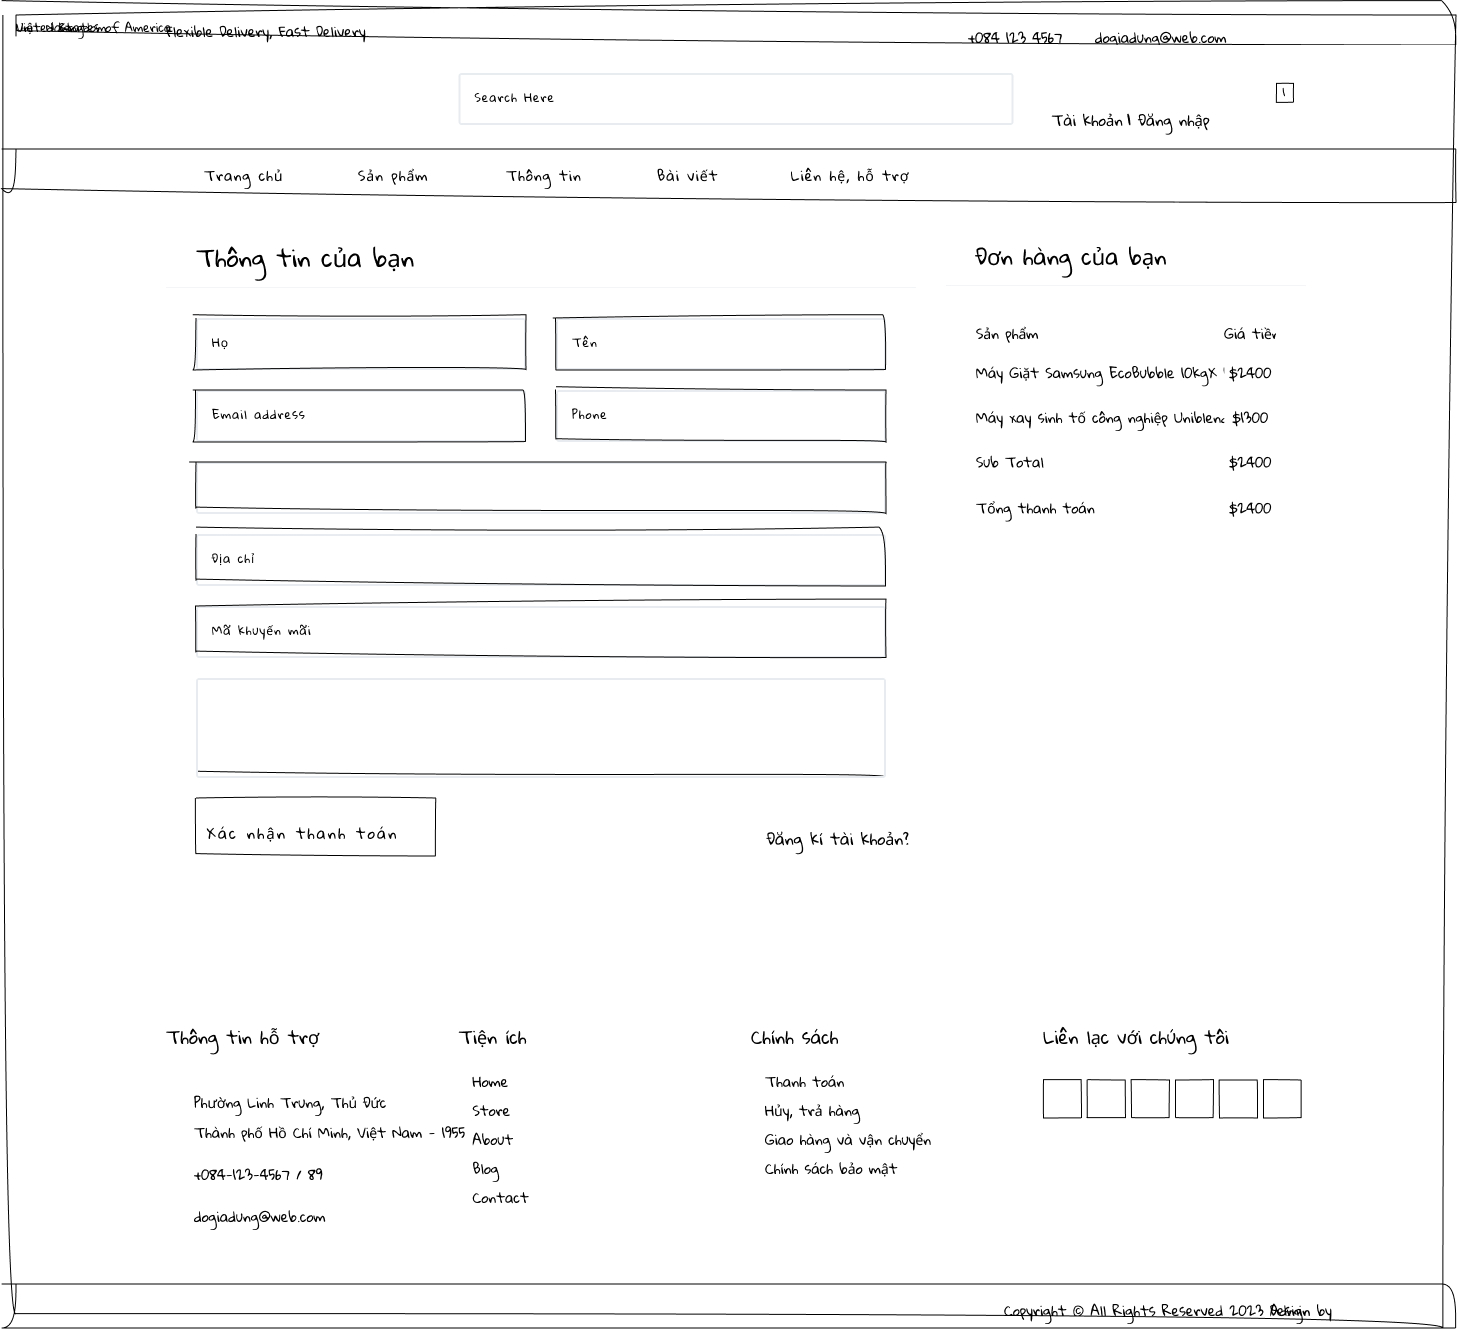 Flexible Delivery, Fast Delivery
+084 123 4567 dogiadung@web.com
Search Here
1
Tài khoản | Đăng nhập
Trang chủ Sản phẩm Thông tin Bài viết Liên hệ, hỗ trợ
Thông tin của bạn
Họ Tên
Email address Phone
Địa chỉ
Mã khuyến mãi
Xác nhận thanh toán
Đăng kí tài khoản?
Đơn hàng của bạn
Sản phẩm Giá tiền
Máy Giặt Samsung EcoBubble 10kgX $2400
Máy xay sinh tố công nghiệp $1300
Sub Total $2400
Tổng thanh toán $2400
Thông tin hỗ trợ
Phường Linh Trung, Thủ Đức
Thành phố Hồ Chí Minh, Việt Nam - 1955
+084-123-4567 / 89
dogiadung@web.com
Tiện ích
Home
Store
About
Blog
Contact
Chính sách
Thanh toán
Hủy, trả hàng
Giao hàng và vận chuyển
Chính sách bảo mật
Liên lạc với chúng tôi
Copyright © All Rights Reserved 2023 Design by